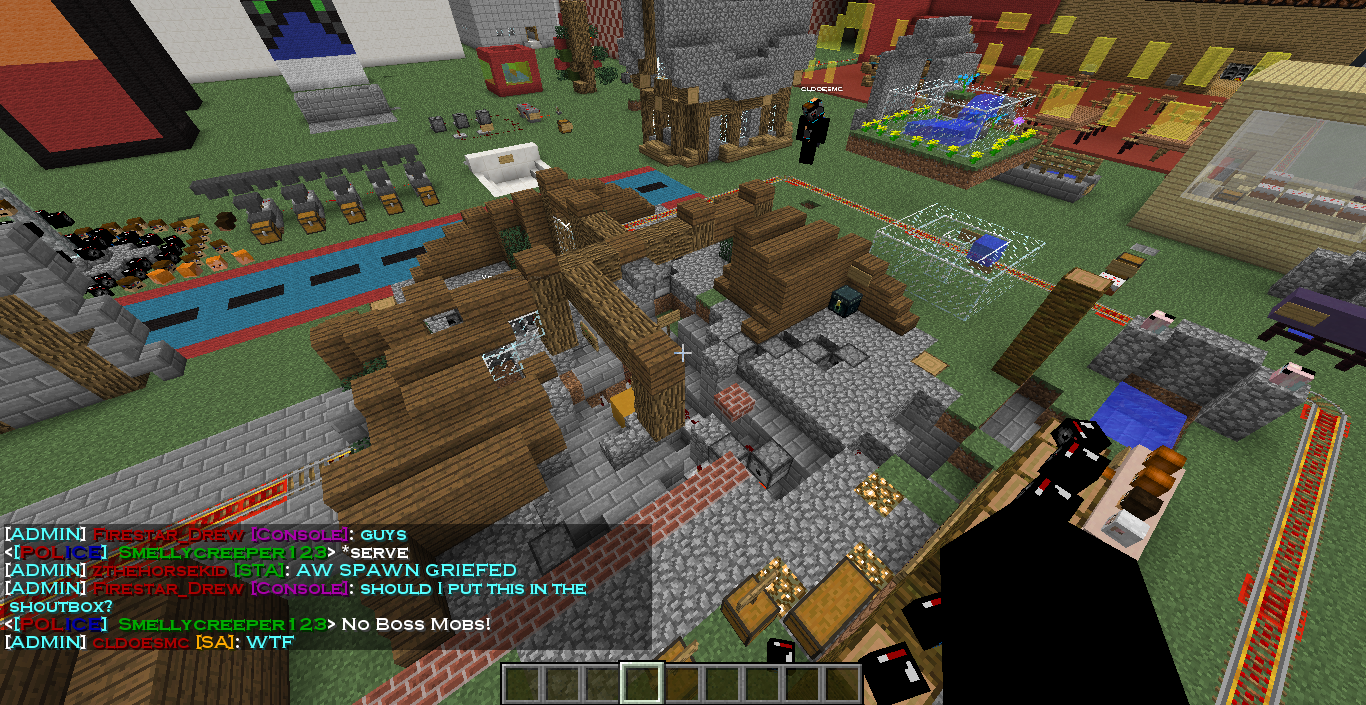 CLDOESMC
[ADMIN] Firestar_Drew [Console]: GUYS
<[POLICE] Smellycreeper123> *SERVE
[ADMIN] ZTHEHORSEKID [STA]: AW SPAWN GRIEFED
[ADMIN] Firestar_Drew [Console]: SHOULD I PUT THIS IN THE
SHOUTBOX?
<[POLICE] Smellycreeper123> No Boss Mobs!
[ADMIN] CLDOESMC [SA]: WTF